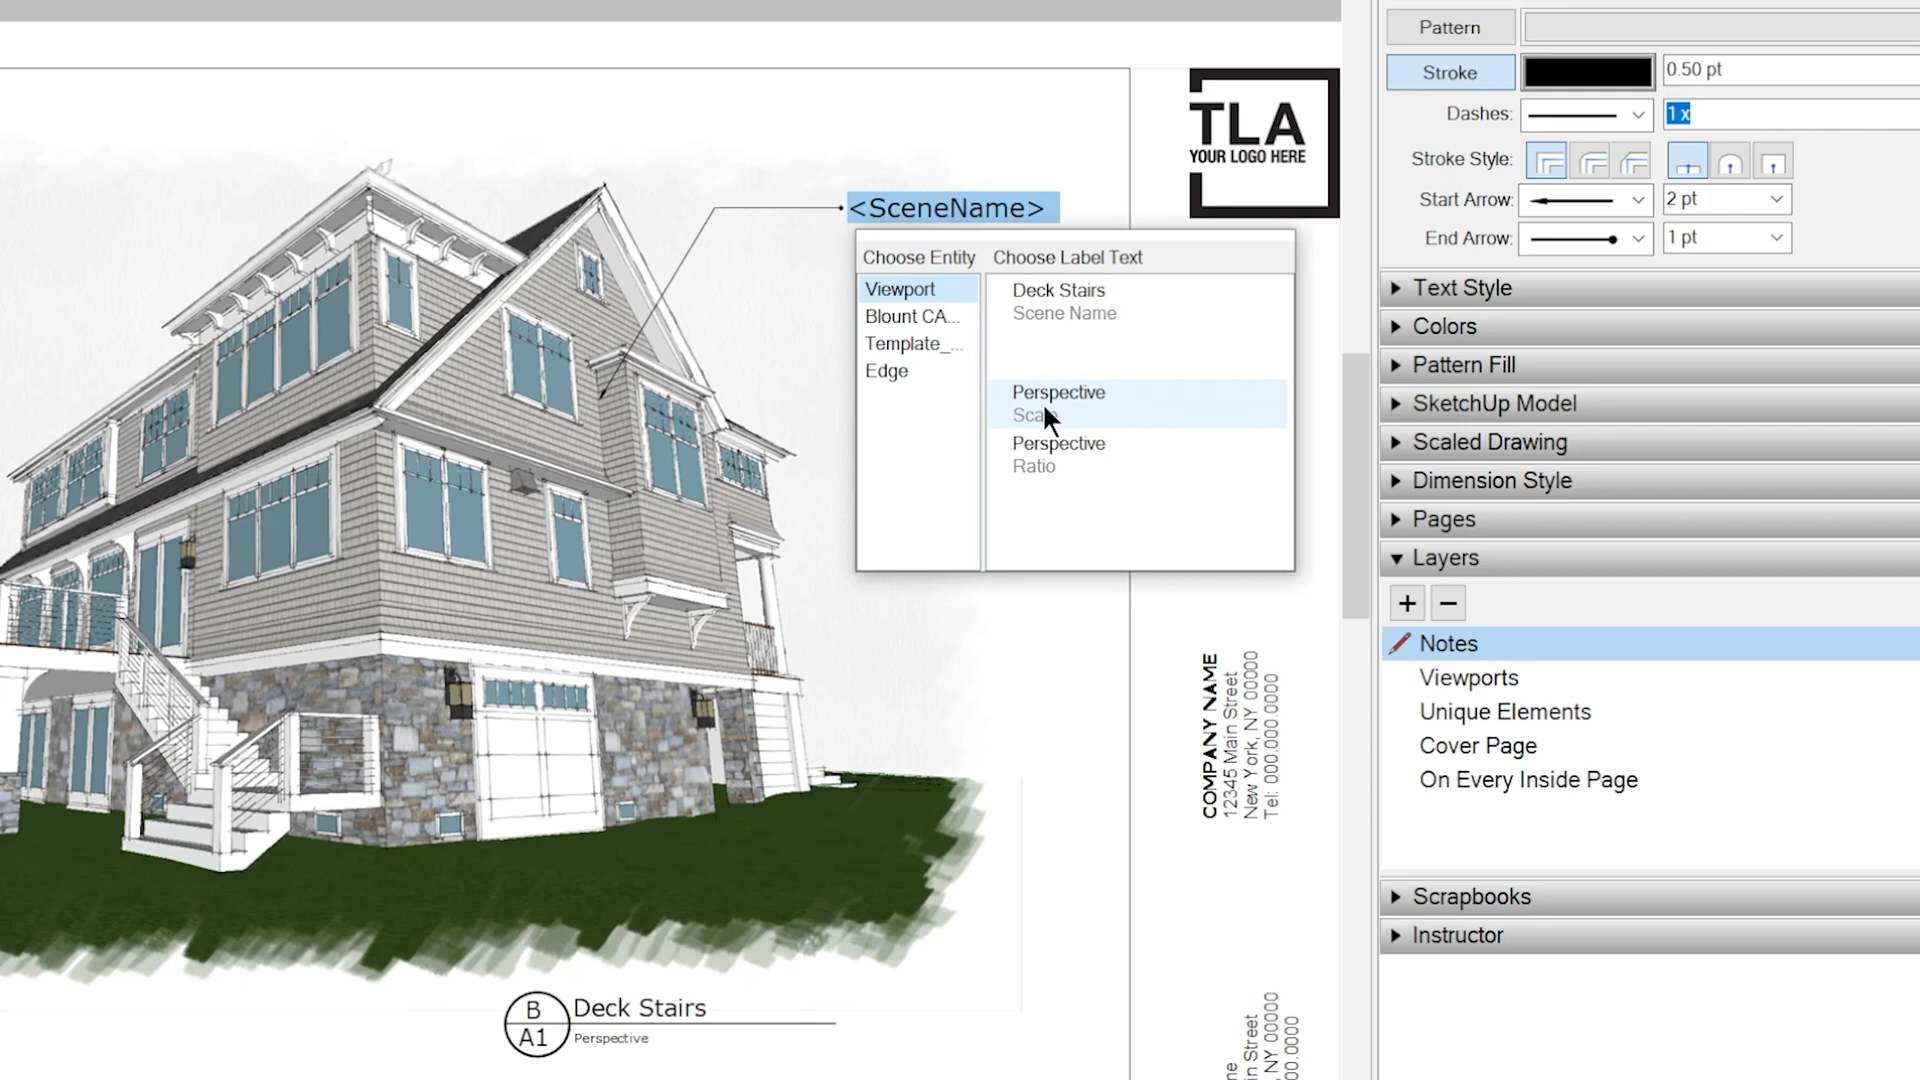 TLA
YOUR LOGO HERE
<SceneName>
Choose Entity
Choose Label Text
Viewport
Blount CA...
Template_...
Edge
Deck Stairs
Scene Name
Perspective
Perspective
Ratio
COMPANY NAME
12345 Main Street
New York, NY 00000
Tel: 000.000.0000
B
A1
Deck Stairs
Perspective
Pattern
Stroke
0.50 pt
Dashes:
1 x
Stroke Style:
Start Arrow:
2 pt
End Arrow:
1 pt
Text Style
Colors
Pattern Fill
SketchUp Model
Scaled Drawing
Dimension Style
Pages
Layers
Notes
Viewports
Unique Elements
Cover Page
On Every Inside Page
Scrapbooks
Instructor